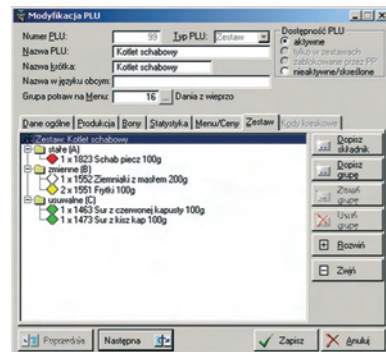 Modyfikacja PLU
Numer PLU: 99 Typ PLU: Zestaw
Nazwa PLU: Kotlet schabowy
Nazwa krótka: Kotlet schabowy
Nazwa w języku obcym:
Grupa potraw na Menu: 16 ... Dania z wieprzo
Dostępność PLU
aktywne
tylko w zestawach
zablokowane przez PP
nieaktywne/skreślone
Dane ogólne Produkcja Bony Statystyka Menu/Ceny Zestaw Kody kreskowe
Zestaw: Kotlet schabowy
stałe (A)
1 x 1823 Schab piecz 100g
zmienne (B)
1 x 1552 Ziemniaki z masłem 200g
2 x 1551 Frytki 100g
usuwalne (C)
1 x 1463 Sur z czerwonej kapusty 100g
1 x 1473 Sur z kisz kap 100g
Dopisz składnik
Dopisz grupę
Zmień grupę
Usuń grupę
Rozwiń
Zwiń
Poprzednia Następna Zapisz Anuluj